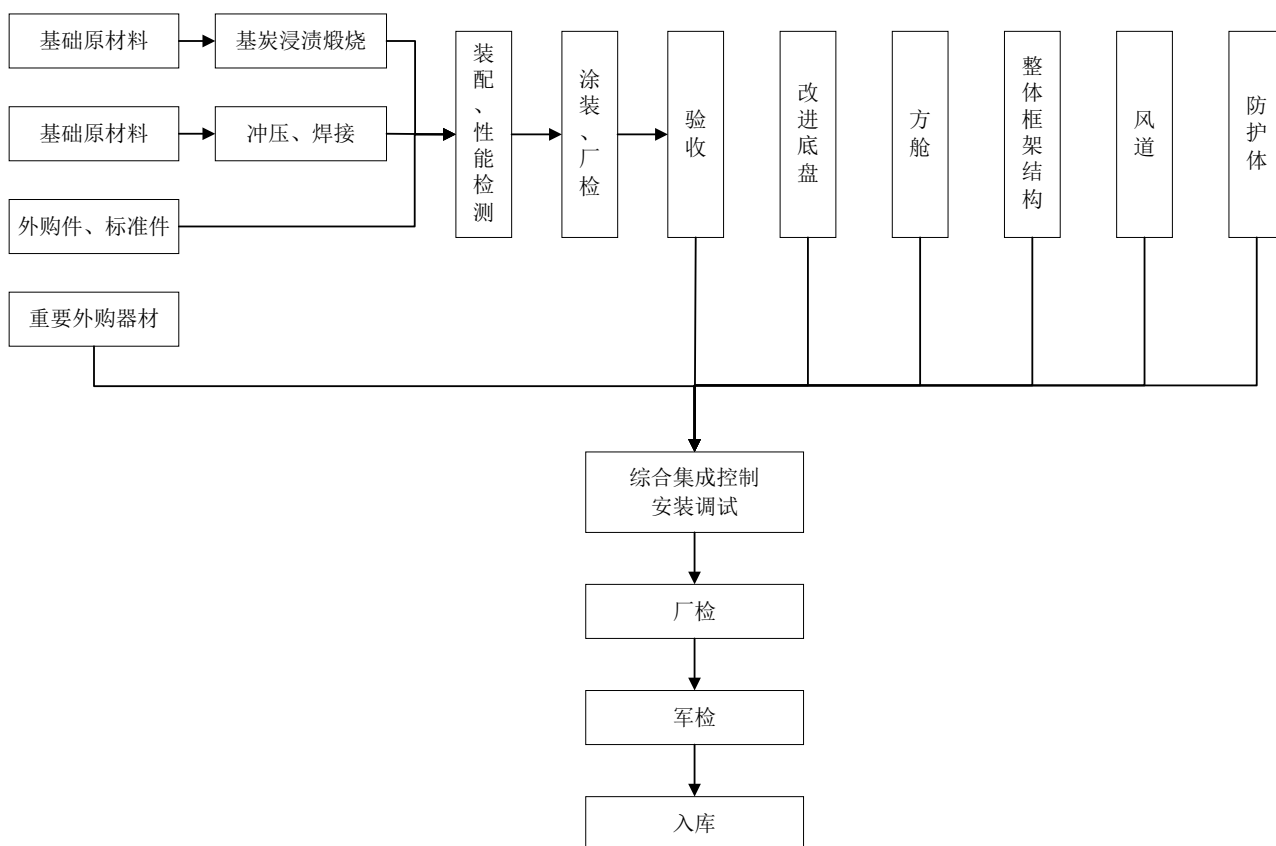 基础原材料
基炭浸渍煅烧
基础原材料
冲压、焊接
外购件、标准件
重要外购器材
装配、性能检测
涂装、厂检
验收
改进底盘
方舱
整体框架结构
风道
防护体
综合集成控制
安装调试
厂检
军检
入库